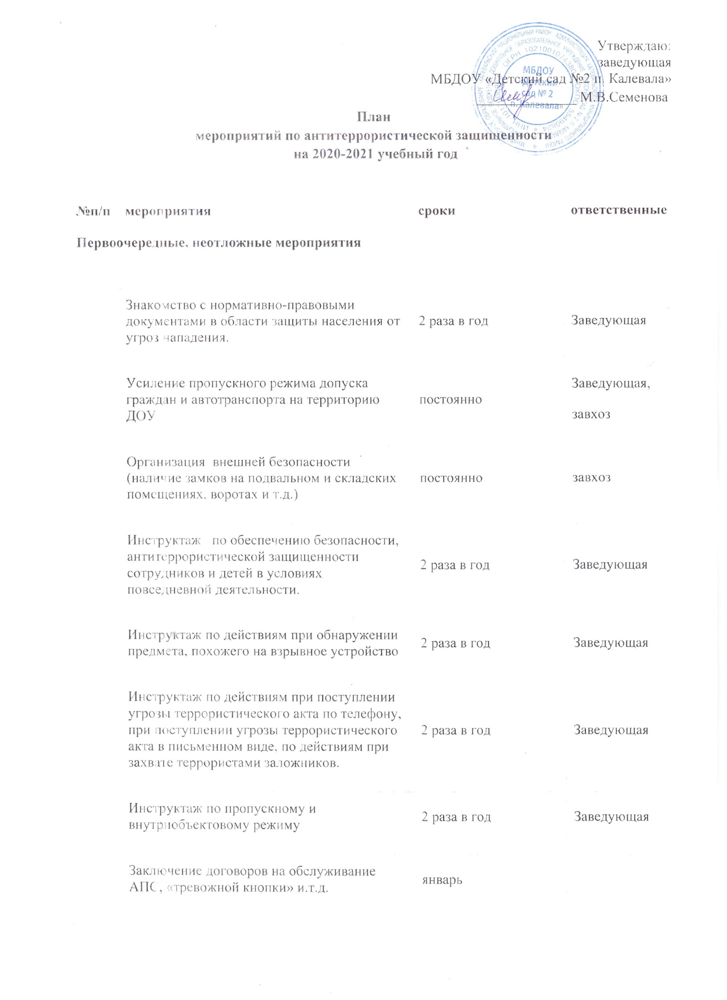 Утверждаю:
заведующая
МБДОУ «Детский сад №2 п. Калевала»
М.В.Семенова
МБДОУ
«Детский
сад № 2
п. Калевала»
План
мероприятий по антитеррористической защищенности
на 2020-2021 учебный год
№п/п мероприятия сроки ответственные
Первоочередные, неотложные мероприятия
Знакомство с нормативно-правовыми
документами в области защиты населения от
угроз нападения.
2 раза в год
Заведующая
Усиление пропускного режима допуска
граждан и автотранспорта на территорию
ДОУ
постоянно
Заведующая,
завхоз
Организация внешней безопасности
(наличие замков на подвальном и складских
помещениях, воротах и т.д.)
постоянно
завхоз
Инструктаж по обеспечению безопасности,
антитеррористической защищенности
сотрудников и детей в условиях
повседневной деятельности.
2 раза в год
Заведующая
Инструктаж по действиям при обнаружении
предмета, похожего на взрывное устройство
2 раза в год
Заведующая
Инструктаж по действиям при поступлении
угрозы террористического акта по телефону,
при поступлении угрозы террористического
акта в письменном виде, по действиям при
захвате террористами заложников.
2 раза в год
Заведующая
Инструктаж по пропускному и
внутриобъектовому режиму
2 раза в год
Заведующая
Заключение договоров на обслуживание
АПС, «тревожной кнопки» и.т.д.
январь